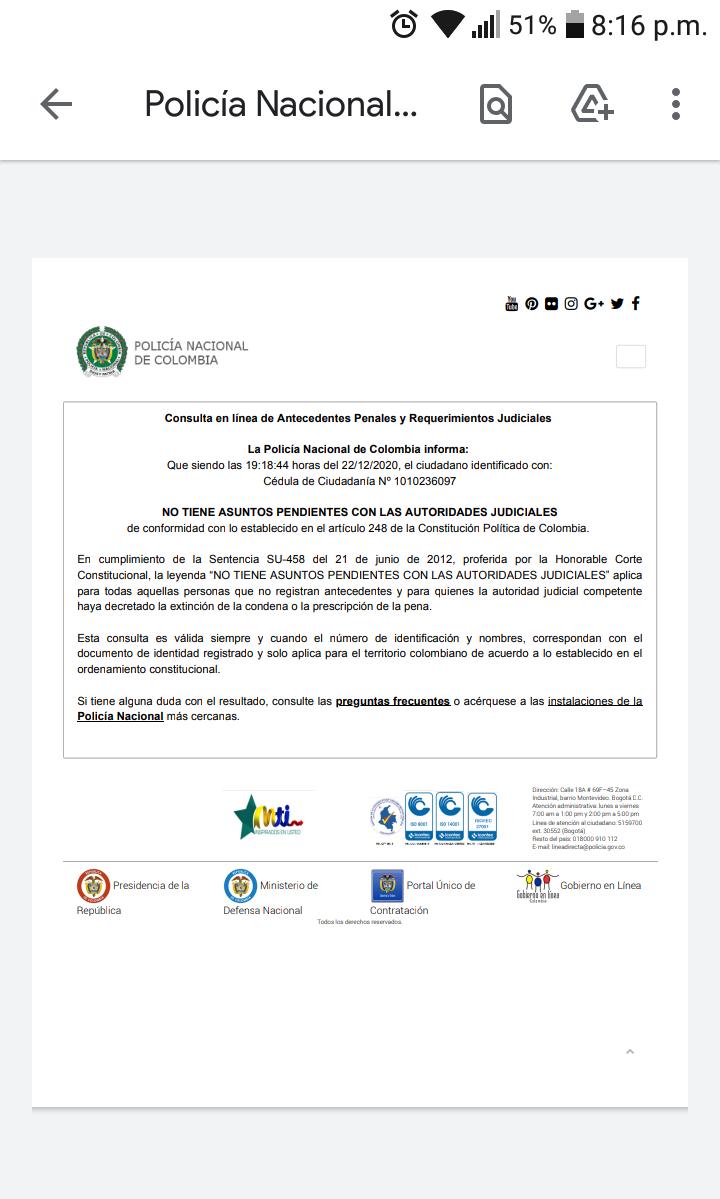 51% 8:16 p.m.
Policía Nacional...
You
Tube
G+
POLICÍA NACIONAL
DE COLOMBIA
Consulta en línea de Antecedentes Penales y Requerimientos Judiciales
La Policía Nacional de Colombia informa:
Que siendo las 19:18:44 horas del 22/12/2020, el ciudadano identificado con:
Cédula de Ciudadanía Nº 1010236097
NO TIENE ASUNTOS PENDIENTES CON LAS AUTORIDADES JUDICIALES
de conformidad con lo establecido en el artículo 248 de la Constitución Política de Colombia.
En cumplimiento de la Sentencia SU-458 del 21 de junio de 2012, proferida por la Honorable Corte
Constitucional, la leyenda “NO TIENE ASUNTOS PENDIENTES CON LAS AUTORIDADES JUDICIALES” aplica
para todas aquellas personas que no registran antecedentes y para quienes la autoridad judicial competente
haya decretado la extinción de la condena o la prescripción de la pena.
Esta consulta es válida siempre y cuando el número de identificación y nombres, correspondan con el
documento de identidad registrado y solo aplica para el territorio colombiano de acuerdo a lo establecido en el
ordenamiento constitucional.
Si tiene alguna duda con el resultado, consulte las preguntas frecuentes o acérquese a las instalaciones de la
Policía Nacional más cercanas.
INSPIRADOS EN USTED
ISO 9001 ISO 14001 ISO/IEC
27001
icontec icontec icontec
Dirección: Calle 18A # 69F-45 Zona
Industrial, barrio Montevideo. Bogotá D.C.
Atención administrativa: lunes a viernes
7:00 am a 1:00 pm y 2:00 pm a 5:00 pm
Línea de atención al ciudadano: 5159700
ext. 30552 (Bogotá)
Resto del país: 018000 910 112
E-mail: lineadirecta@policia.gov.co
Presidencia de la
República
Ministerio de
Defensa Nacional
Portal Único de
Contratación
Gobierno en línea
Colombia
Gobierno en Línea
Todos los derechos reservados.